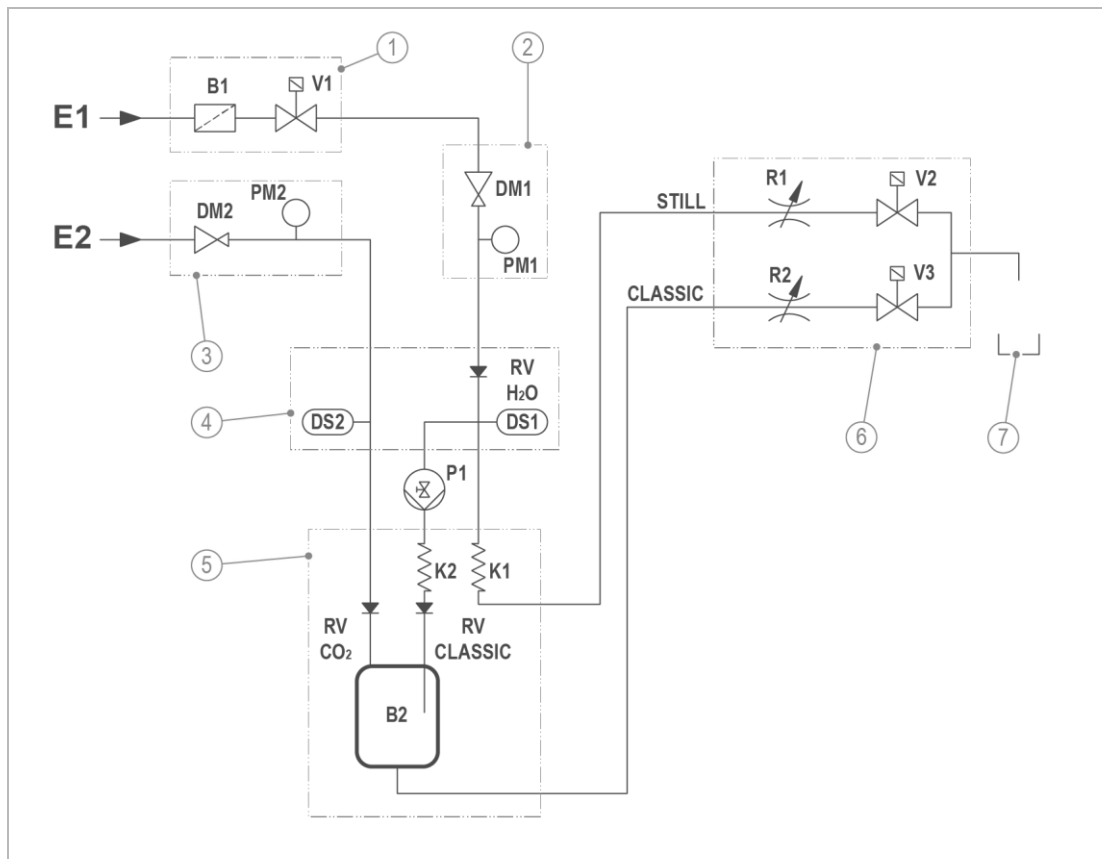 1
2
B1
V1
E1
PM2
DM2
E2
DM1
PM1
R1
V2
STILL
R2
V3
CLASSIC
3
RV
H₂O
4
DS2
DS1
6
7
P1
5
K2
K1
RV
CO₂
RV
CLASSIC
B2